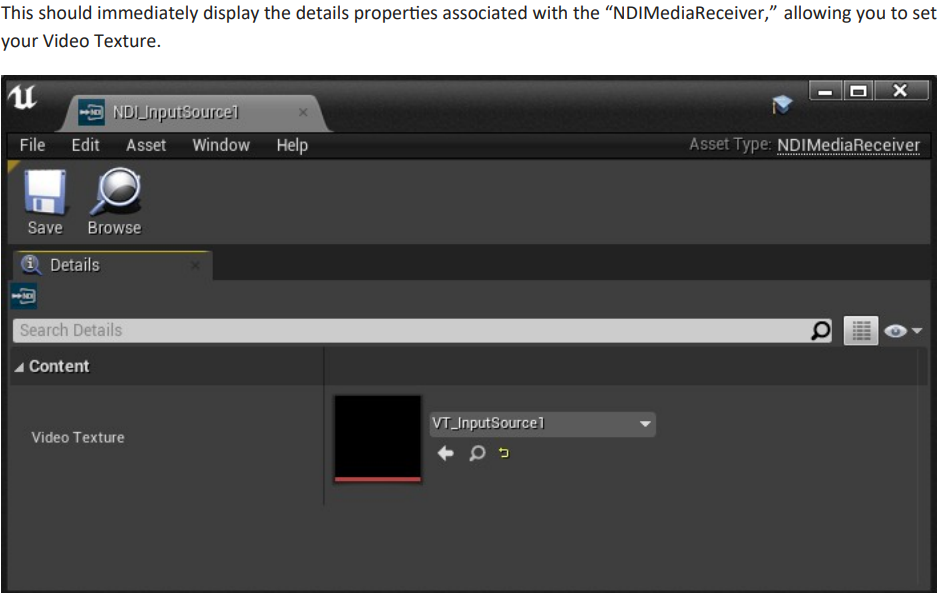 This should immediately display the details properties associated with the “NDIMediaReceiver,” allowing you to set
your Video Texture.
NDI_InputSource1
File Edit Asset Window Help Asset Type: NDIMediaReceiver
Save Browse
Details
Search Details
Content
Video Texture
VT_InputSource1